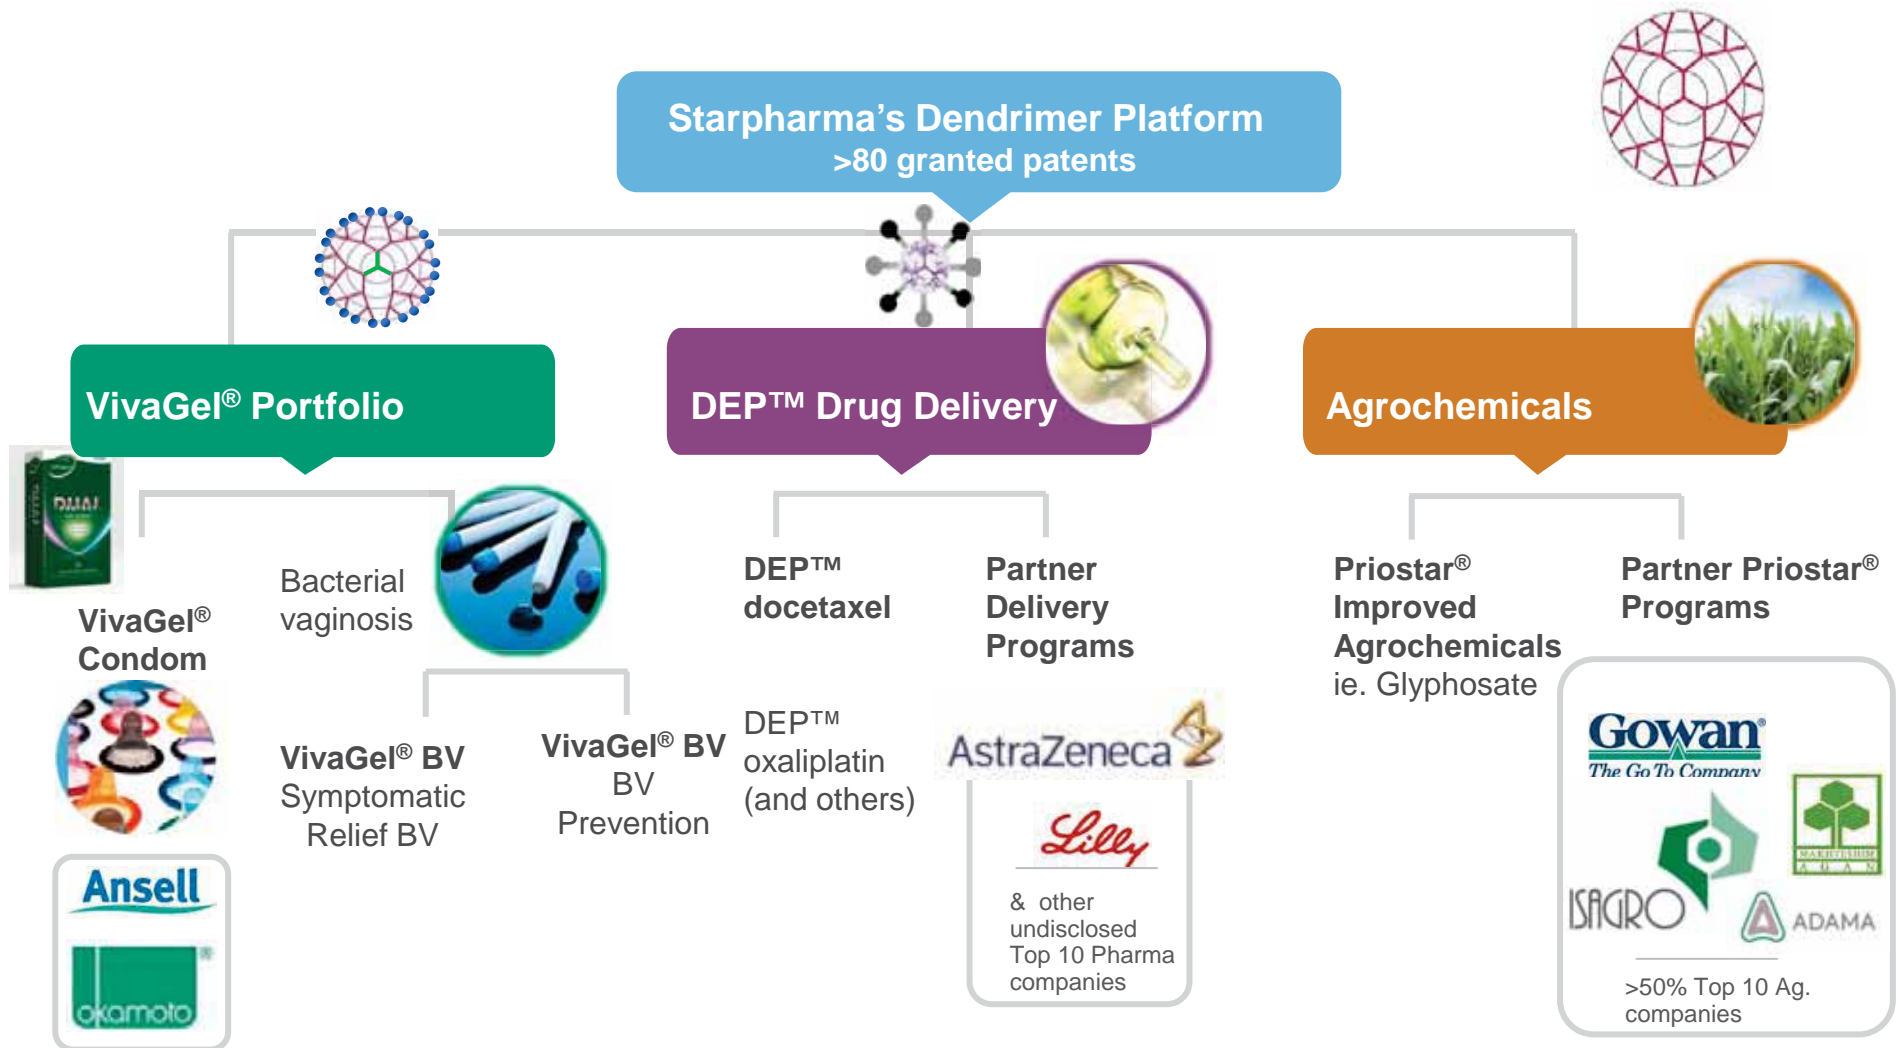 Starpharma's Dendrimer Platform
>80 granted patents
VivaGel® Portfolio
DEP™ Drug Delivery
Agrochemicals
DUAL
VivaGel®
Condom
Bacterial
vaginosis
VivaGel® BV
Symptomatic
Relief BV
VivaGel® BV
BV
Prevention
Ansell
okamoto®
DEP™
docetaxel
DEP™
oxaliplatin
(and others)
Partner
Delivery
Programs
AstraZeneca
Lilly
& other
undisclosed
Top 10 Pharma
companies
Priostar®
Improved
Agrochemicals
ie. Glyphosate
Partner Priostar®
Programs
Gowan®
The Go To Company
ISAGRO
MAKHTESHIM
AGAN
ADAMA
>50% Top 10 Ag.
companies